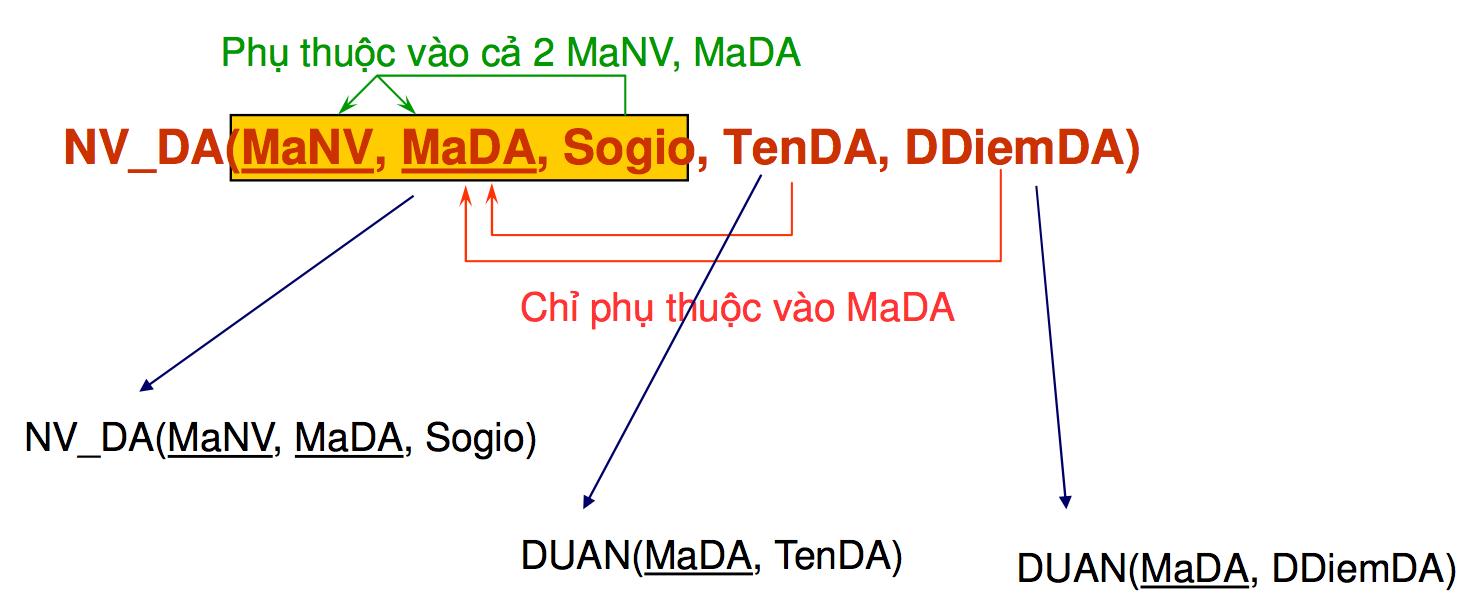 Phụ thuộc vào cả 2 MaNV, MaDA
NV_DA(MaNV, MaDA, Sogio, TenDA, DDiemDA)
Chỉ phụ thuộc vào MaDA
NV_DA(MaNV, MaDA, Sogio)
DUAN(MaDA, TenDA)
DUAN(MaDA, DDiemDA)